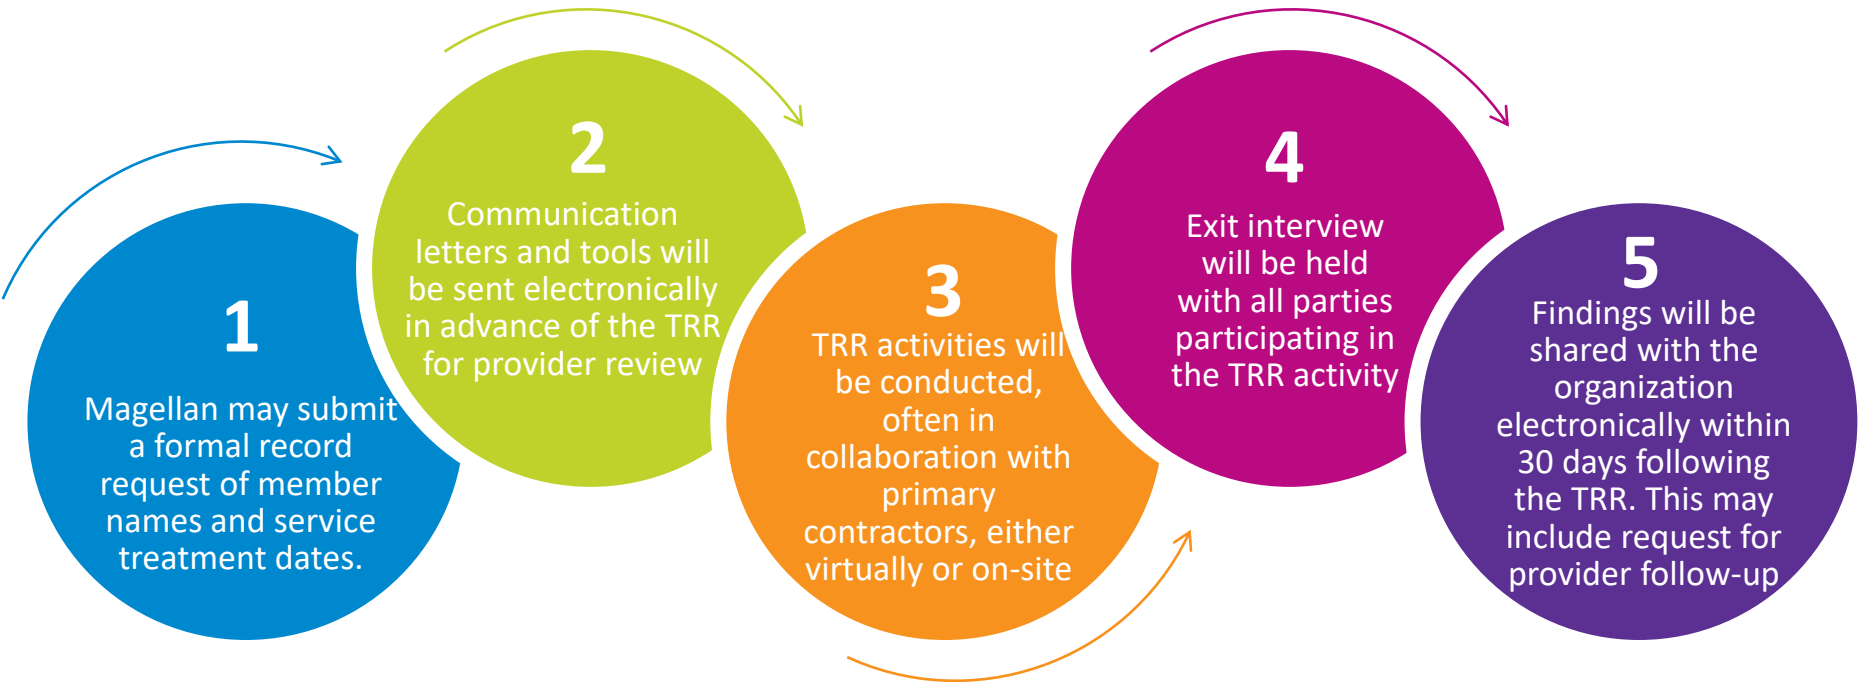 1
Magellan may submit
a formal record
request of member
names and service
treatment dates.
2
Communication
letters and tools will
be sent electronically
in advance of the TRR
for provider review
3
TRR activities will
be conducted,
often in
collaboration with
primary
contractors, either
virtually or on-site
4
Exit interview
will be held
with all parties
participating in
the TRR activity
5
Findings will be
shared with the
organization
electronically within
30 days following
the TRR. This may
include request for
provider follow-up